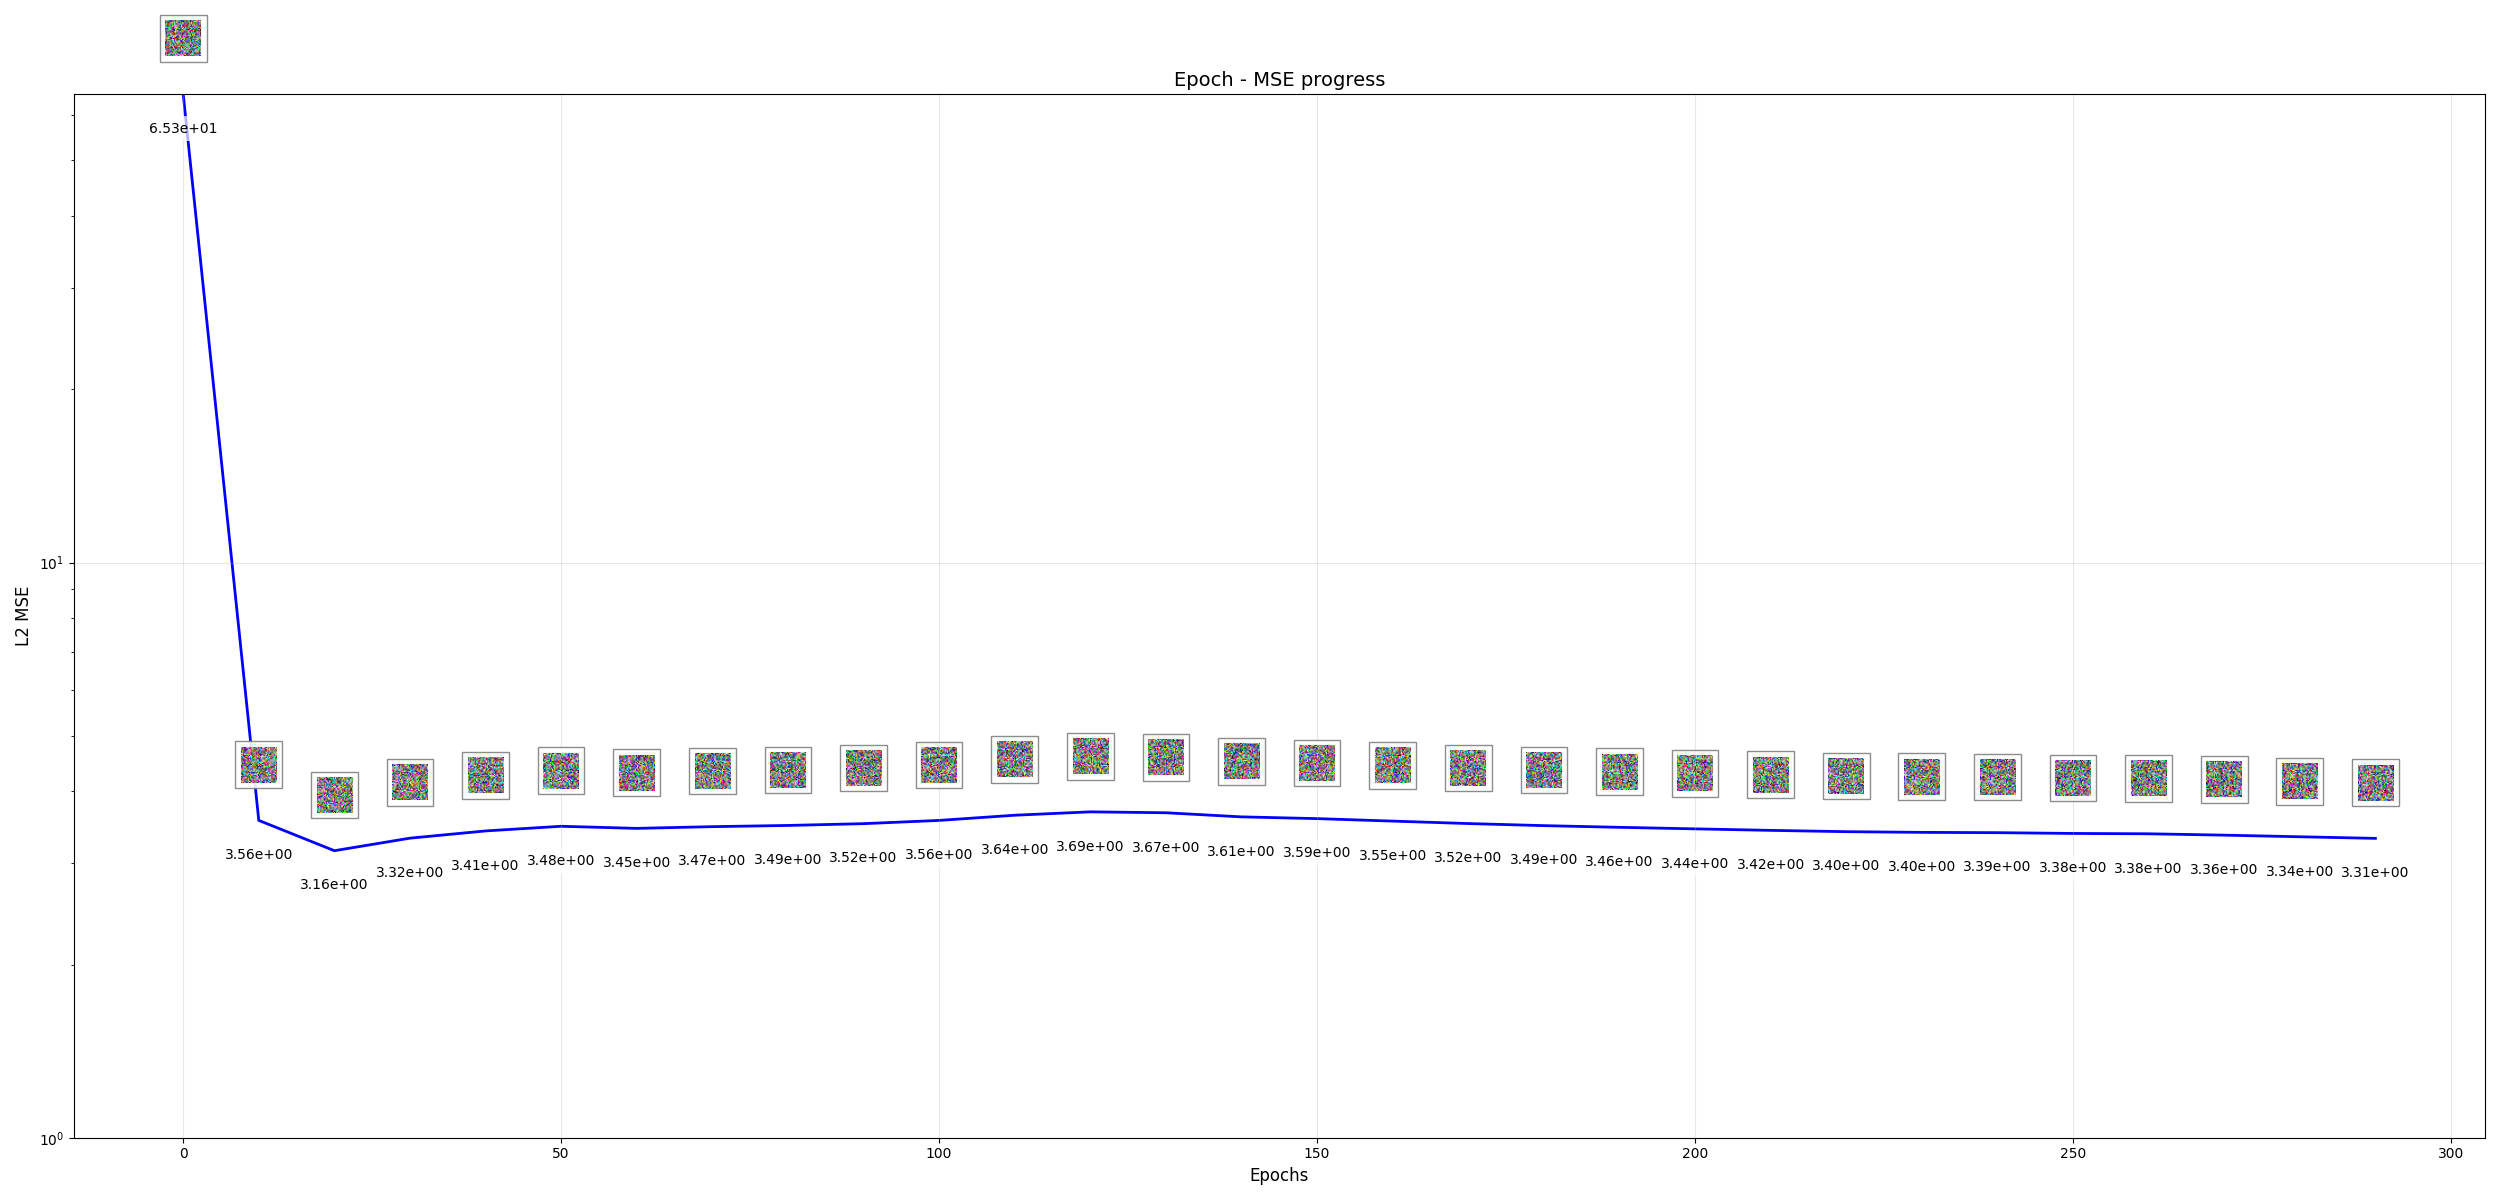 Epoch - MSE progress
6.53e+01
10¹
L2 MSE
3.56e+00
3.16e+00
3.32e+00
3.41e+00
3.48e+00
3.45e+00
3.47e+00
3.49e+00
3.52e+00
3.56e+00
3.64e+00
3.69e+00
3.67e+00
3.61e+00
3.59e+00
3.55e+00
3.52e+00
3.49e+00
3.46e+00
3.44e+00
3.42e+00
3.40e+00
3.40e+00
3.39e+00
3.38e+00
3.38e+00
3.36e+00
3.34e+00
3.31e+00
10⁰
0 50 100 150 200 250 300
Epochs